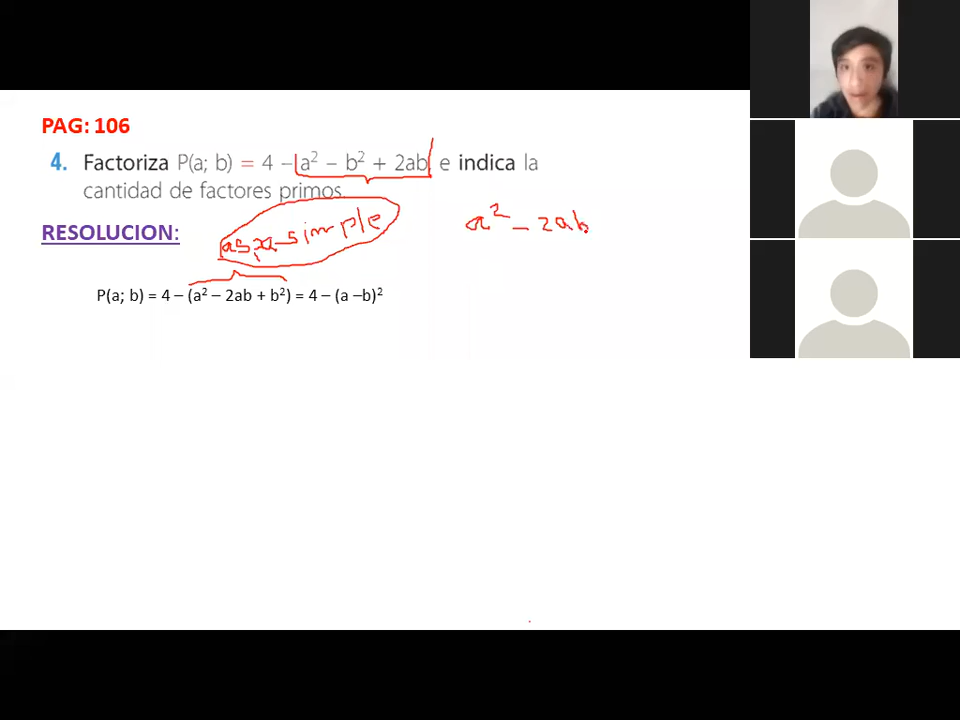 PAG: 106
4. Factoriza P(a; b) = 4 – a² – b² + 2ab e indica la
cantidad de factores primos.
RESOLUCION:
aspa simple
a² – 2ab
P(a; b) = 4 – (a² – 2ab + b²) = 4 – (a –b)²